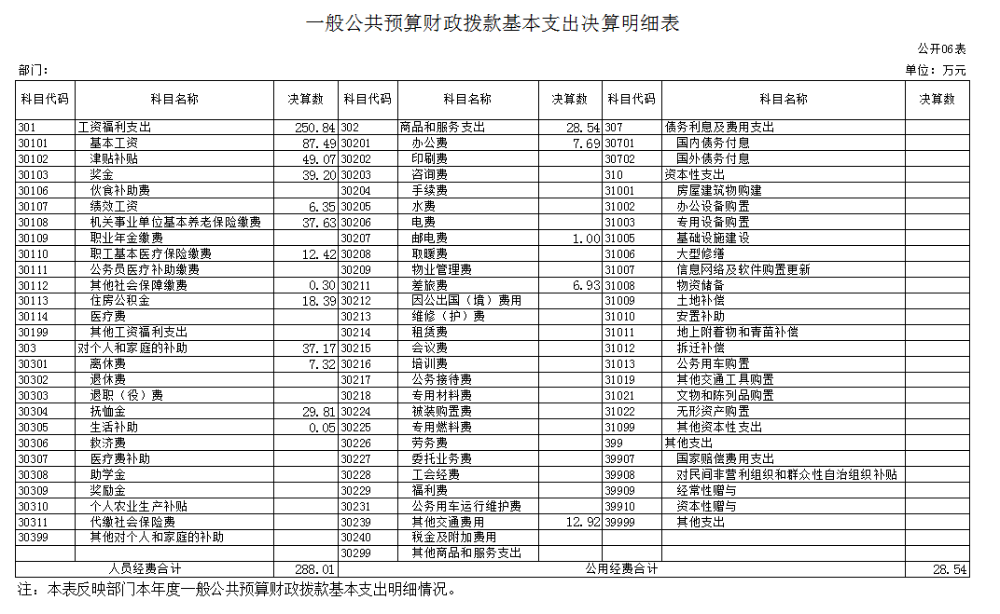 一般公共预算财政拨款基本支出决算明细表
公开06表
部门： 单位：万元
科目代码 科目名称 决算数 科目代码 科目名称 决算数 科目代码 科目名称 决算数
301 工资福利支出 250.84 302 商品和服务支出 28.54 307 债务利息及费用支出
30101 基本工资 87.49 30201 办公费 7.69 30701 国内债务付息
30102 津贴补贴 49.07 30202 印刷费 30702 国外债务付息
30103 奖金 39.20 30203 咨询费 310 资本性支出
30106 伙食补助费 30204 手续费 31001 房屋建筑物购建
30107 绩效工资 6.35 30205 水费 31002 办公设备购置
30108 机关事业单位基本养老保险缴费 37.63 30206 电费 31003 专用设备购置
30109 职业年金缴费 30207 邮电费 1.00 31005 基础设施建设
30110 职工基本医疗保险缴费 12.42 30208 取暖费 31006 大型修缮
30111 公务员医疗补助缴费 30209 物业管理费 31007 信息网络及软件购置更新
30112 其他社会保障缴费 0.30 30211 差旅费 6.93 31008 物资储备
30113 住房公积金 18.39 30212 因公出国（境）费用 31009 土地补偿
30114 医疗费 30213 维修（护）费 31010 安置补助
30199 其他工资福利支出 30214 租赁费 31011 地上附着物和青苗补偿
303 对个人和家庭的补助 37.17 30215 会议费 31012 拆迁补偿
30301 离休费 7.32 30216 培训费 31013 公务用车购置
30302 退休费 30217 公务接待费 31019 其他交通工具购置
30303 退职（役）费 30218 专用材料费 31021 文物和陈列品购置
30304 抚恤金 29.81 30224 被装购置费 31022 无形资产购置
30305 生活补助 0.05 30225 专用燃料费 31099 其他资本性支出
30306 救济费 30226 劳务费 399 其他支出
30307 医疗费补助 30227 委托业务费 39907 国家赔偿费用支出
30308 助学金 30228 工会经费 39908 对民间非营利组织和群众性自治组织补贴
30309 奖励金 30229 福利费 39909 经常性赠与
30310 个人农业生产补贴 30231 公务用车运行维护费 39910 资本性赠与
30311 代缴社会保险费 30239 其他交通费用 12.92 39999 其他支出
30399 其他对个人和家庭的补助 30240 税金及附加费用
30299 其他商品和服务支出
人员经费合计 288.01 公用经费合计 28.54
注：本表反映部门本年度一般公共预算财政拨款基本支出明细情况。